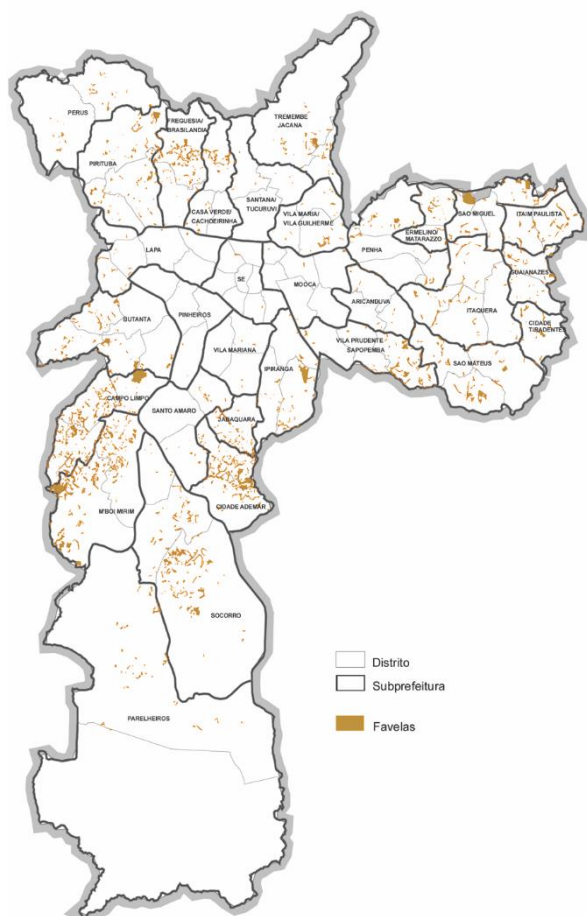 PERUS
TREMEMBE
JACANA
FREGUESIA/
BRASILANDIA
PIRITUBA
SANTANA/
TUCURUVI
CASA VERDE/
CACHOEIRINHA
VILA MARIA/
VILA GUILHERME
SAO MIGUEL
ITAIM PAULISTA
ERMELINO/
MATARAZZO
PENHA
LAPA
GUAIANAZES
SE
MOOCA
ARICANDUVA
ITAQUERA
BUTANTA
PINHEIROS
CIDADE
TIRADENTES
VILA PRUDENTE
SAPOPEMBA
VILA MARIANA
SAO MATEUS
IPIRANGA
CAMPO LIMPO
SANTO AMARO
JABAQUARA
CIDADE ADEMAR
M'BOI MIRIM
SOCORRO
Distrito
Subprefeitura
Favelas
PARELHEIROS